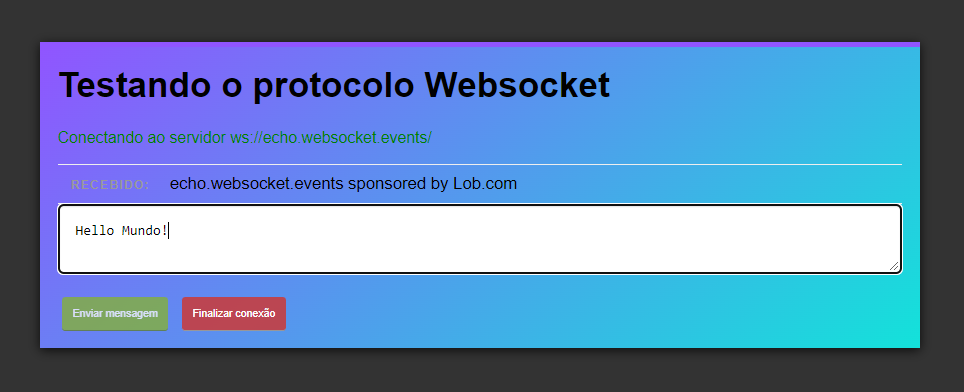 Testando o protocolo Websocket
Conectando ao servidor ws://echo.websocket.events/
RECEBIDO: echo.websocket.events sponsored by Lob.com
Hello Mundo!
Enviar mensagem Finalizar conexão